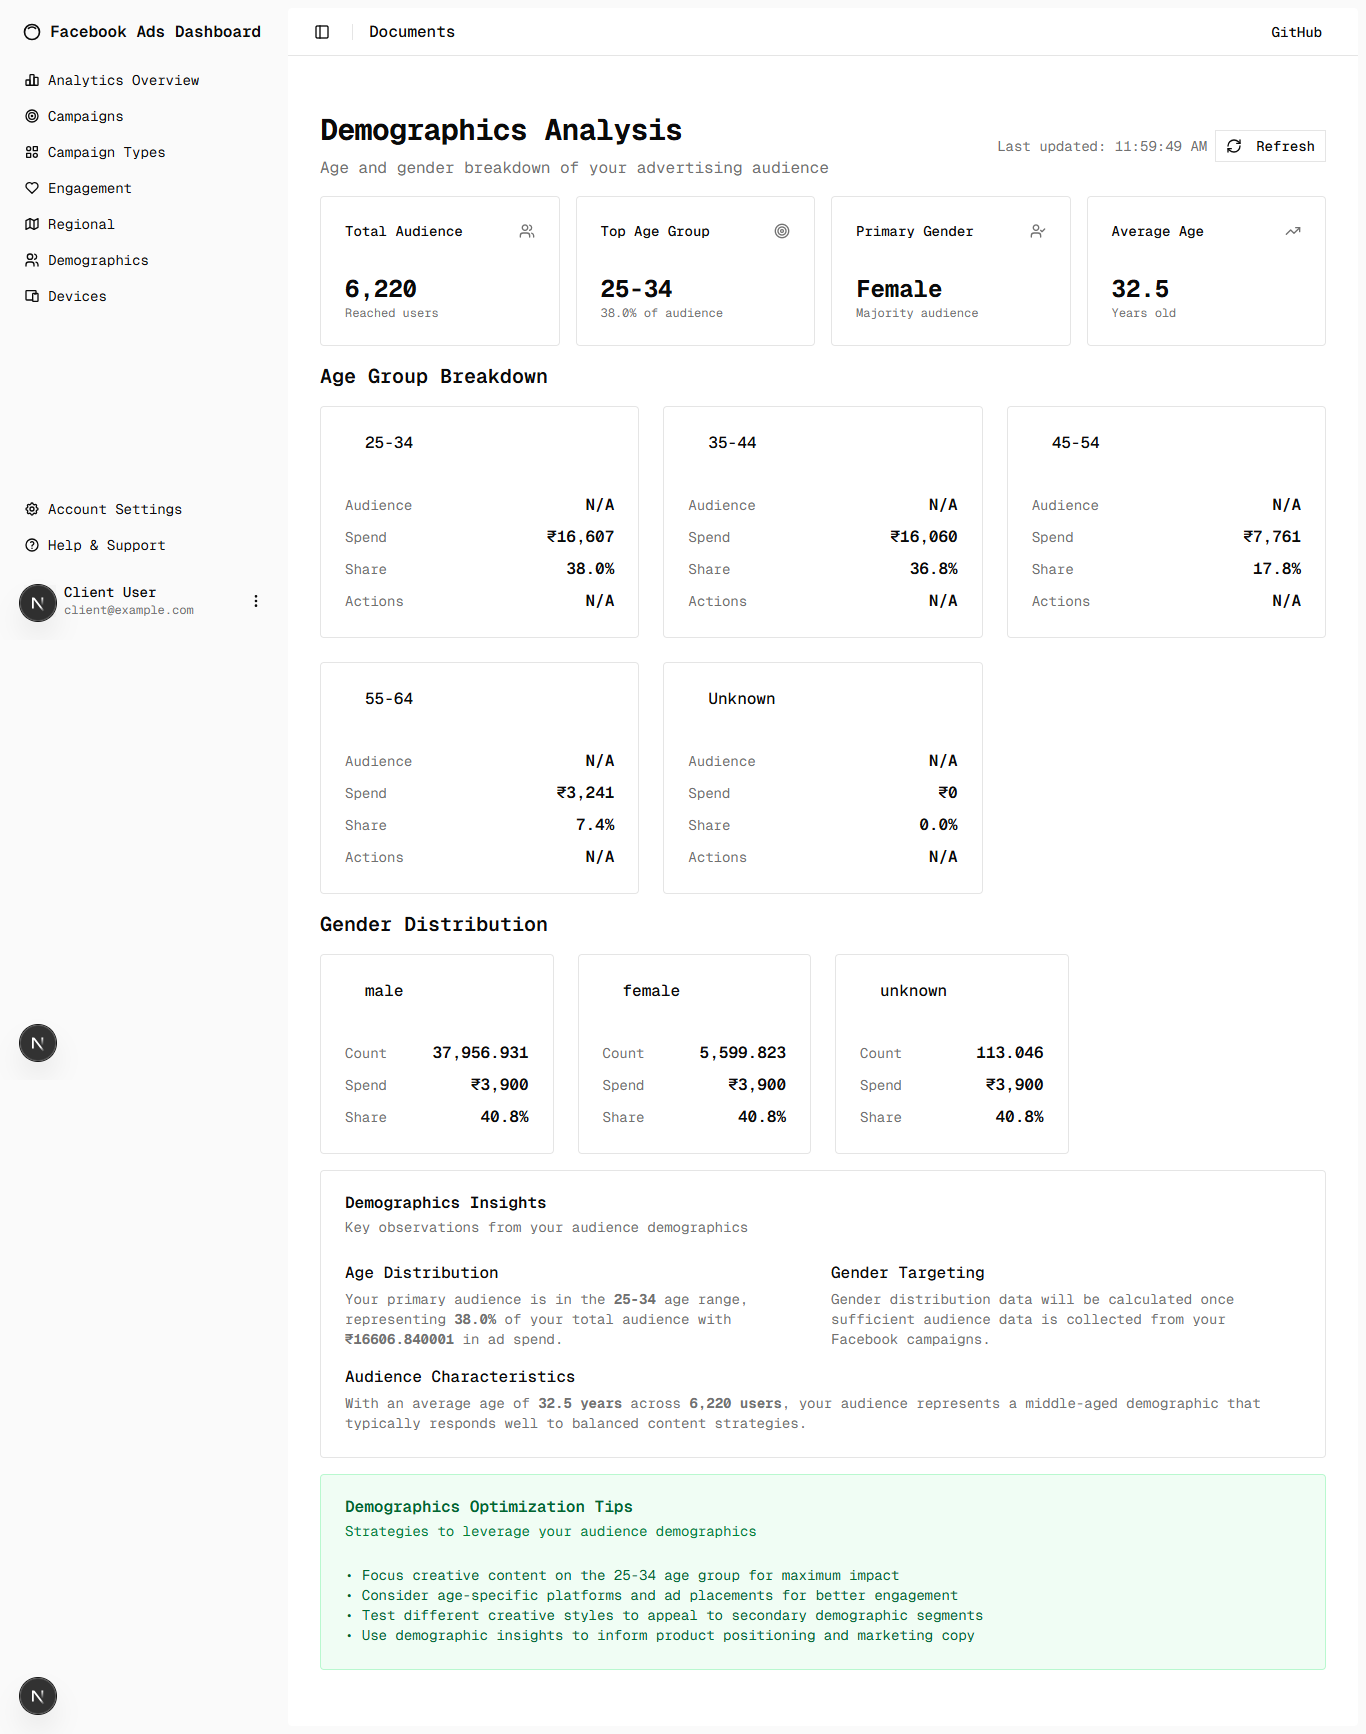 Facebook Ads Dashboard
Analytics Overview
Campaigns
Campaign Types
Engagement
Regional
Demographics
Devices
Account Settings
Help & Support
N
Client User
client@example.com
N
N
Documents
GitHub
Demographics Analysis
Age and gender breakdown of your advertising audience
Last updated: 11:59:49 AM
Refresh
Total Audience
6,220
Reached users
Top Age Group
25-34
38.0% of audience
Primary Gender
Female
Majority audience
Average Age
32.5
Years old
Age Group Breakdown
25-34
Audience N/A
Spend ₹16,607
Share 38.0%
Actions N/A
35-44
Audience N/A
Spend ₹16,060
Share 36.8%
Actions N/A
45-54
Audience N/A
Spend ₹7,761
Share 17.8%
Actions N/A
55-64
Audience N/A
Spend ₹3,241
Share 7.4%
Actions N/A
Unknown
Audience N/A
Spend ₹0
Share 0.0%
Actions N/A
Gender Distribution
male
Count 37,956.931
Spend ₹3,900
Share 40.8%
female
Count 5,599.823
Spend ₹3,900
Share 40.8%
unknown
Count 113.046
Spend ₹3,900
Share 40.8%
Demographics Insights
Key observations from your audience demographics
Age Distribution
Your primary audience is in the 25-34 age range,
representing 38.0% of your total audience with
₹16606.840001 in ad spend.
Gender Targeting
Gender distribution data will be calculated once
sufficient audience data is collected from your
Facebook campaigns.
Audience Characteristics
With an average age of 32.5 years across 6,220 users, your audience represents a middle-aged demographic that
typically responds well to balanced content strategies.
Demographics Optimization Tips
Strategies to leverage your audience demographics
• Focus creative content on the 25-34 age group for maximum impact
• Consider age-specific platforms and ad placements for better engagement
• Test different creative styles to appeal to secondary demographic segments
• Use demographic insights to inform product positioning and marketing copy